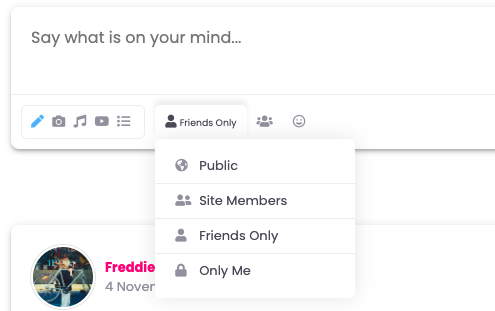 Say what is on your mind...
Friends Only
Public
Site Members
Friends Only
Only Me
Freddie
4 Novem